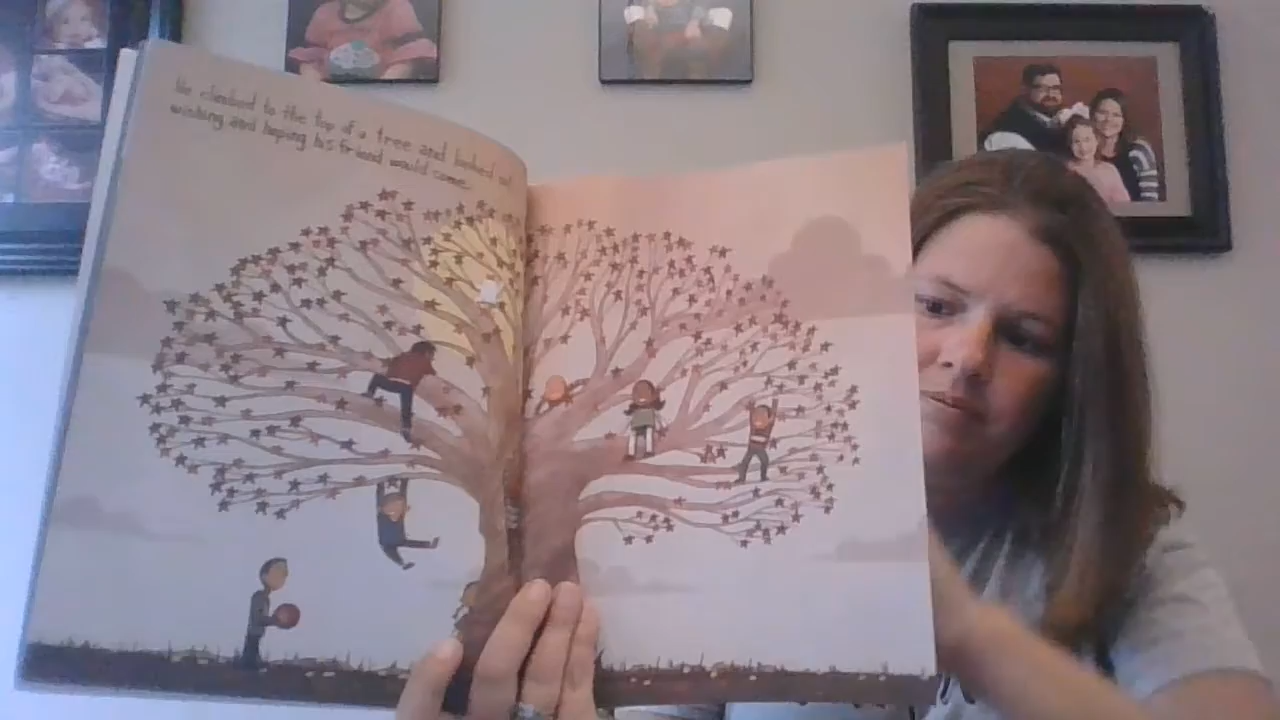 He climbed to the top of a tree and looked out,
wishing and hoping his friend would come.